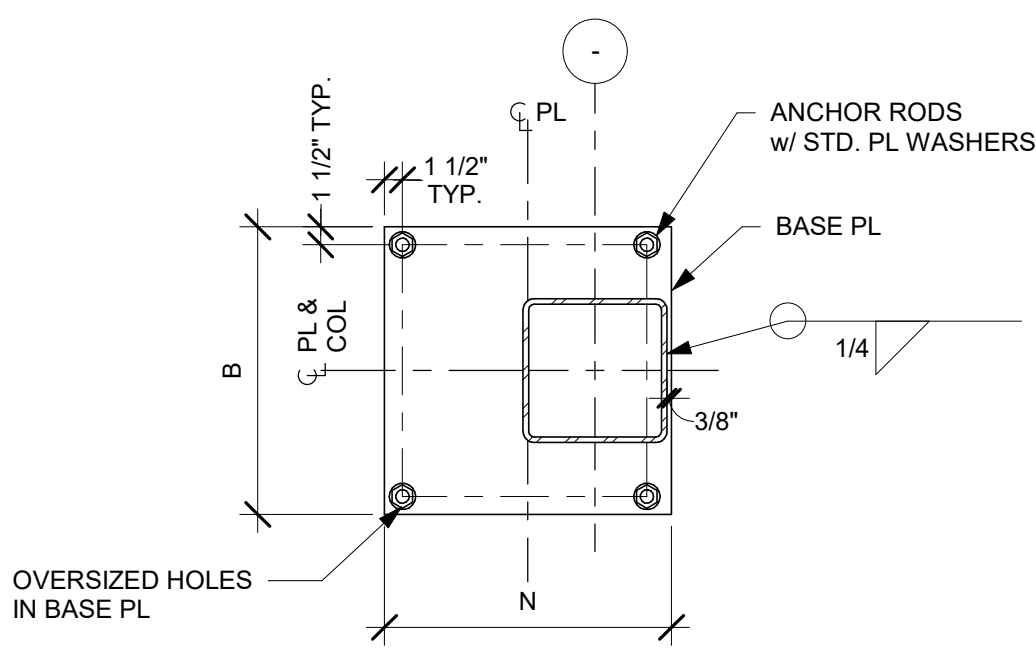 -
℄ PL
ANCHOR RODS
w/ STD. PL WASHERS
1 1/2" TYP.
1 1/2"
TYP.
BASE PL
℄ PL &
COL
B
1/4
3/8"
OVERSIZED HOLES
IN BASE PL
N